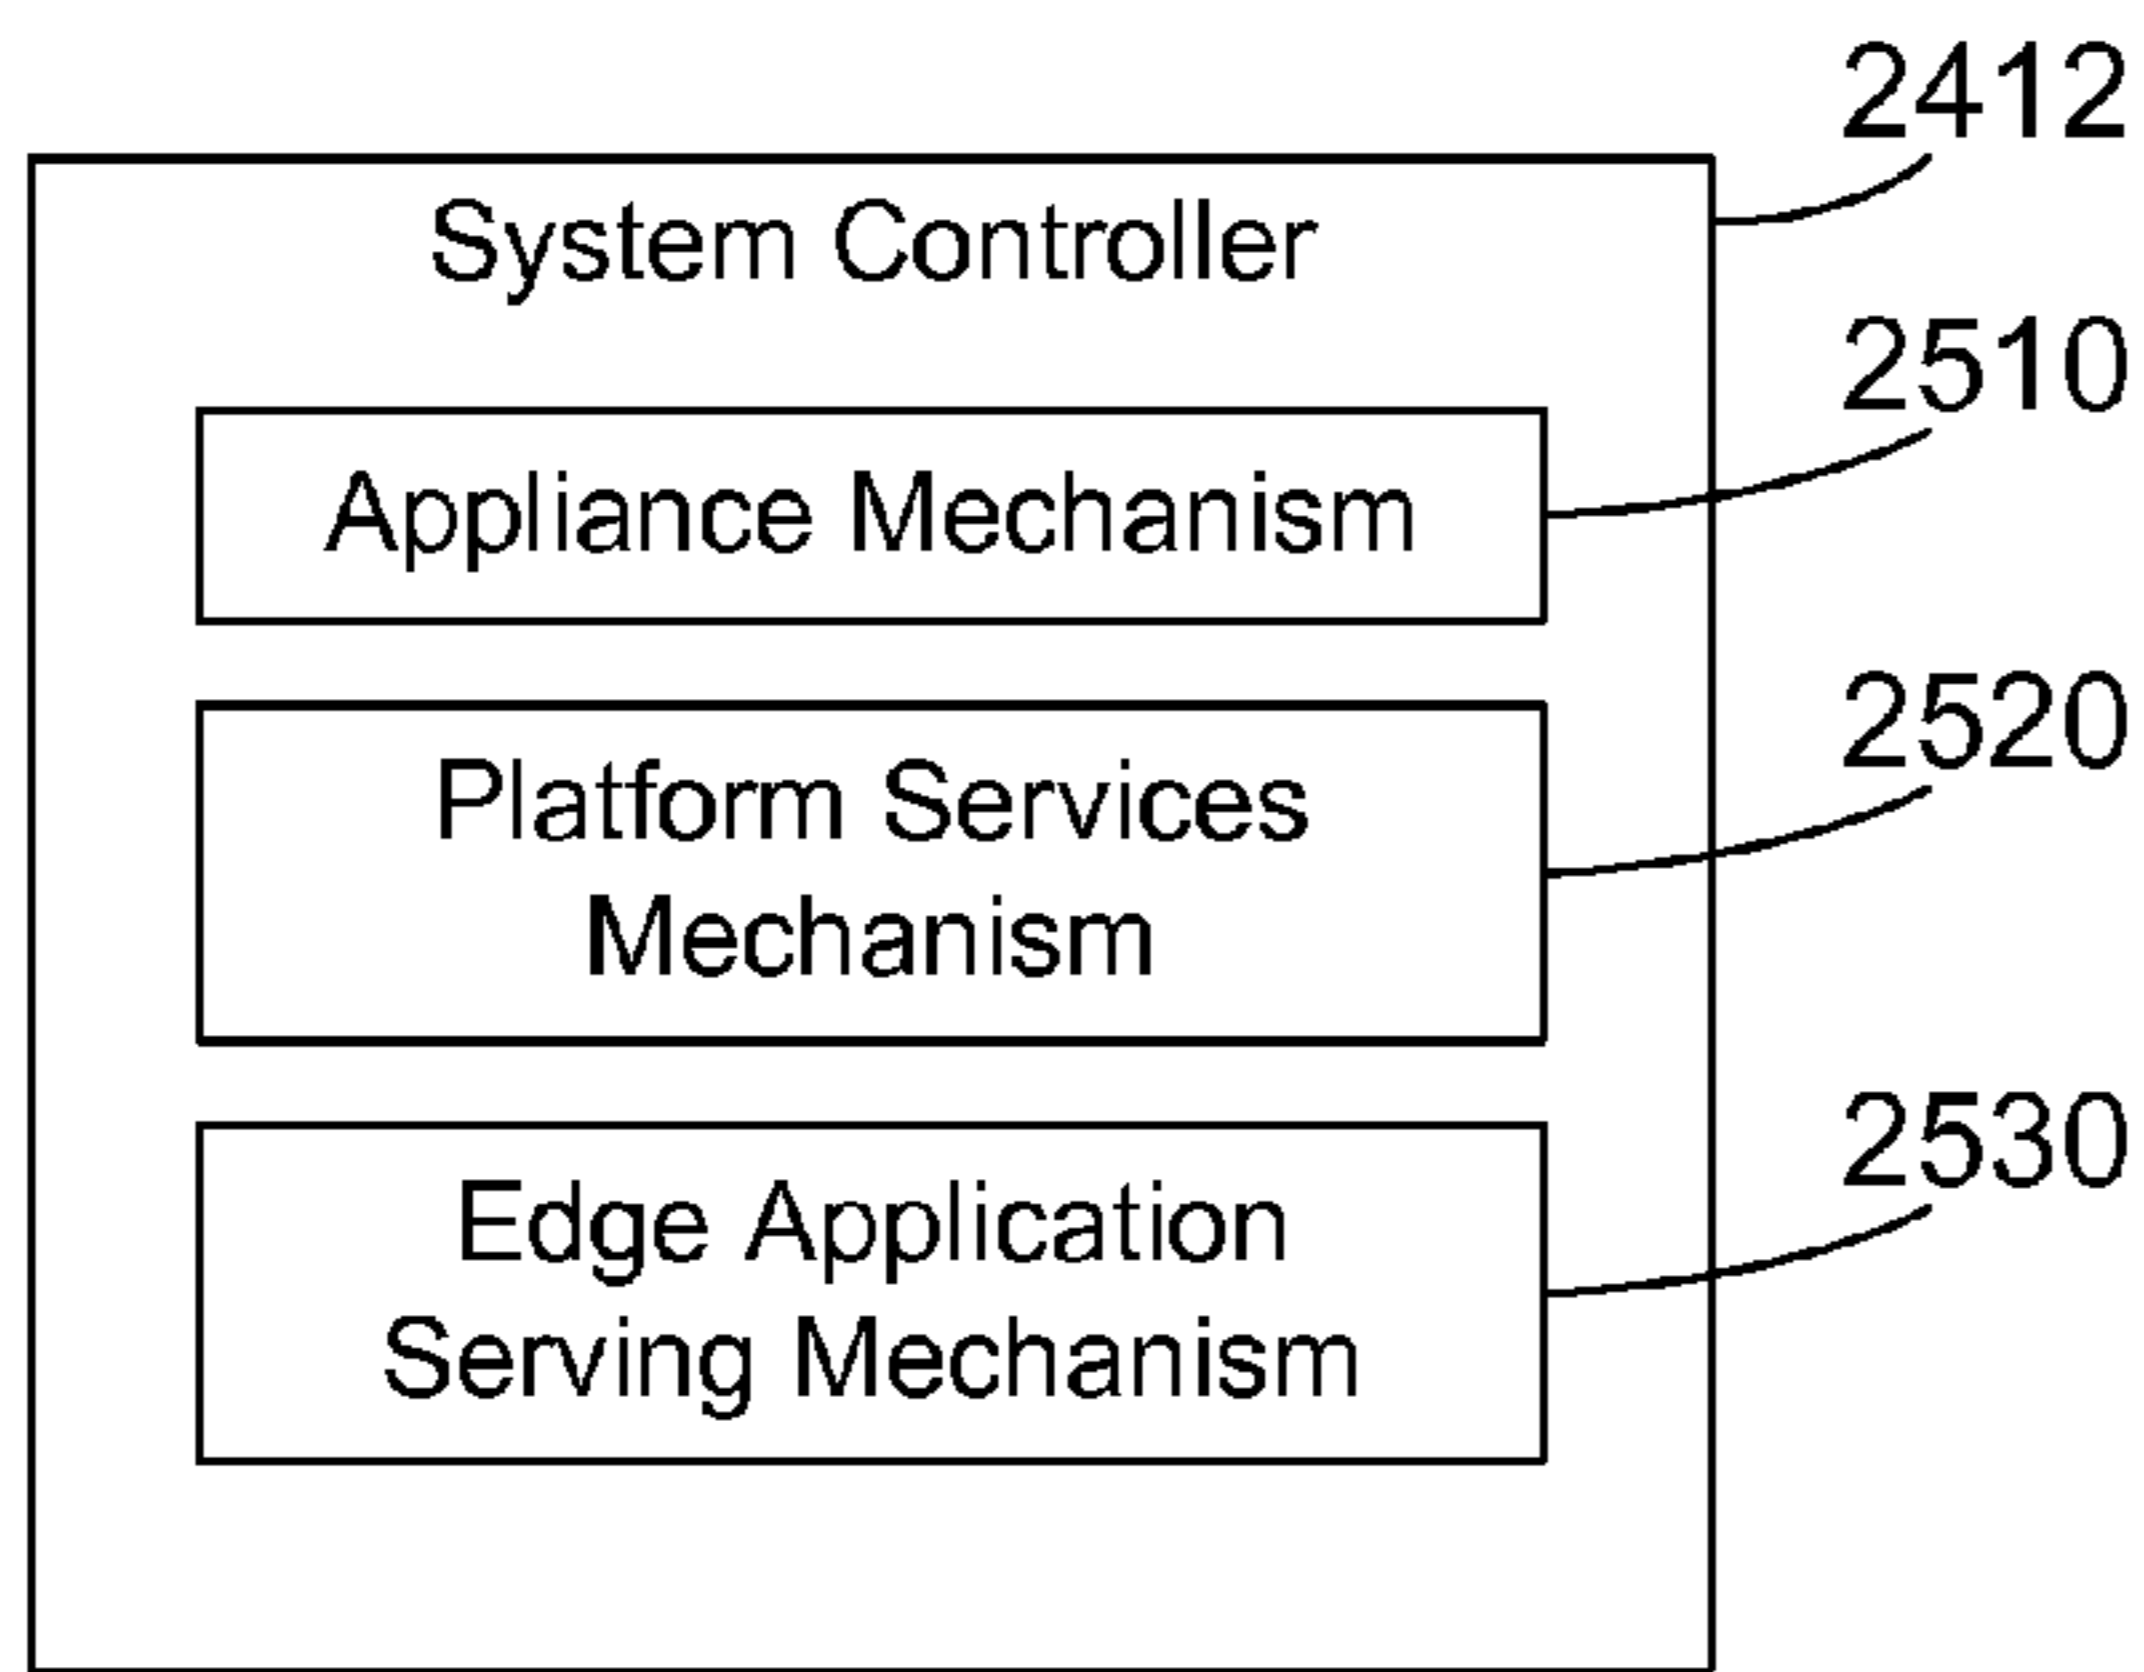 2412
System Controller
2510
Appliance Mechanism
2520
Platform Services
Mechanism
2530
Edge Application
Serving Mechanism